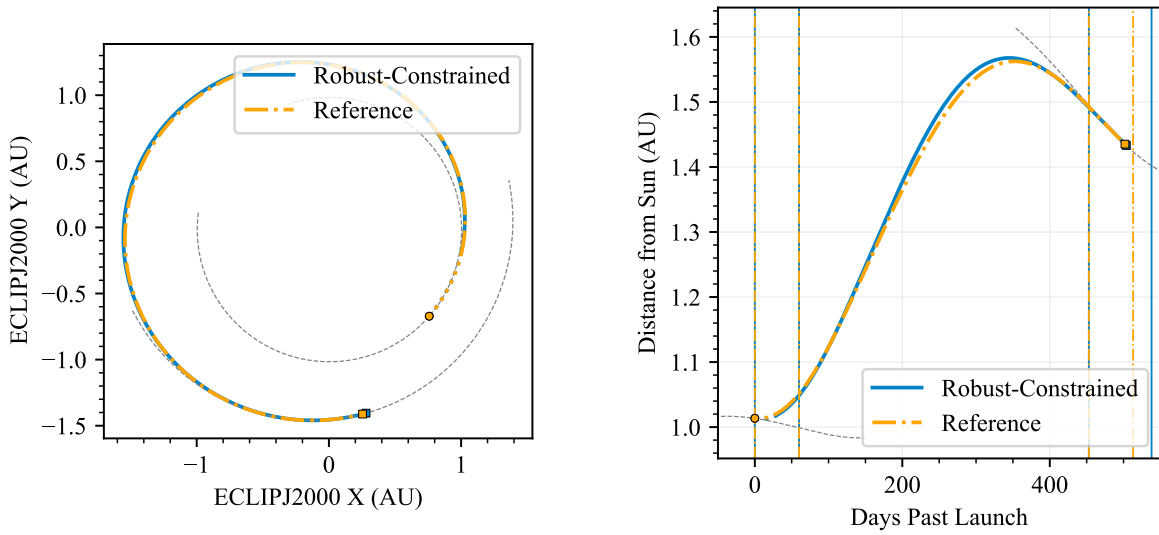 ECLIPJ2000 Y (AU)
1.0
0.5
0.0
−0.5
−1.0
−1.5
Robust-Constrained
Reference
−1
0
1
ECLIPJ2000 X (AU)
Distance from Sun (AU)
1.6
1.5
1.4
1.3
1.2
1.1
1.0
Robust-Constrained
Reference
0
200
400
Days Past Launch